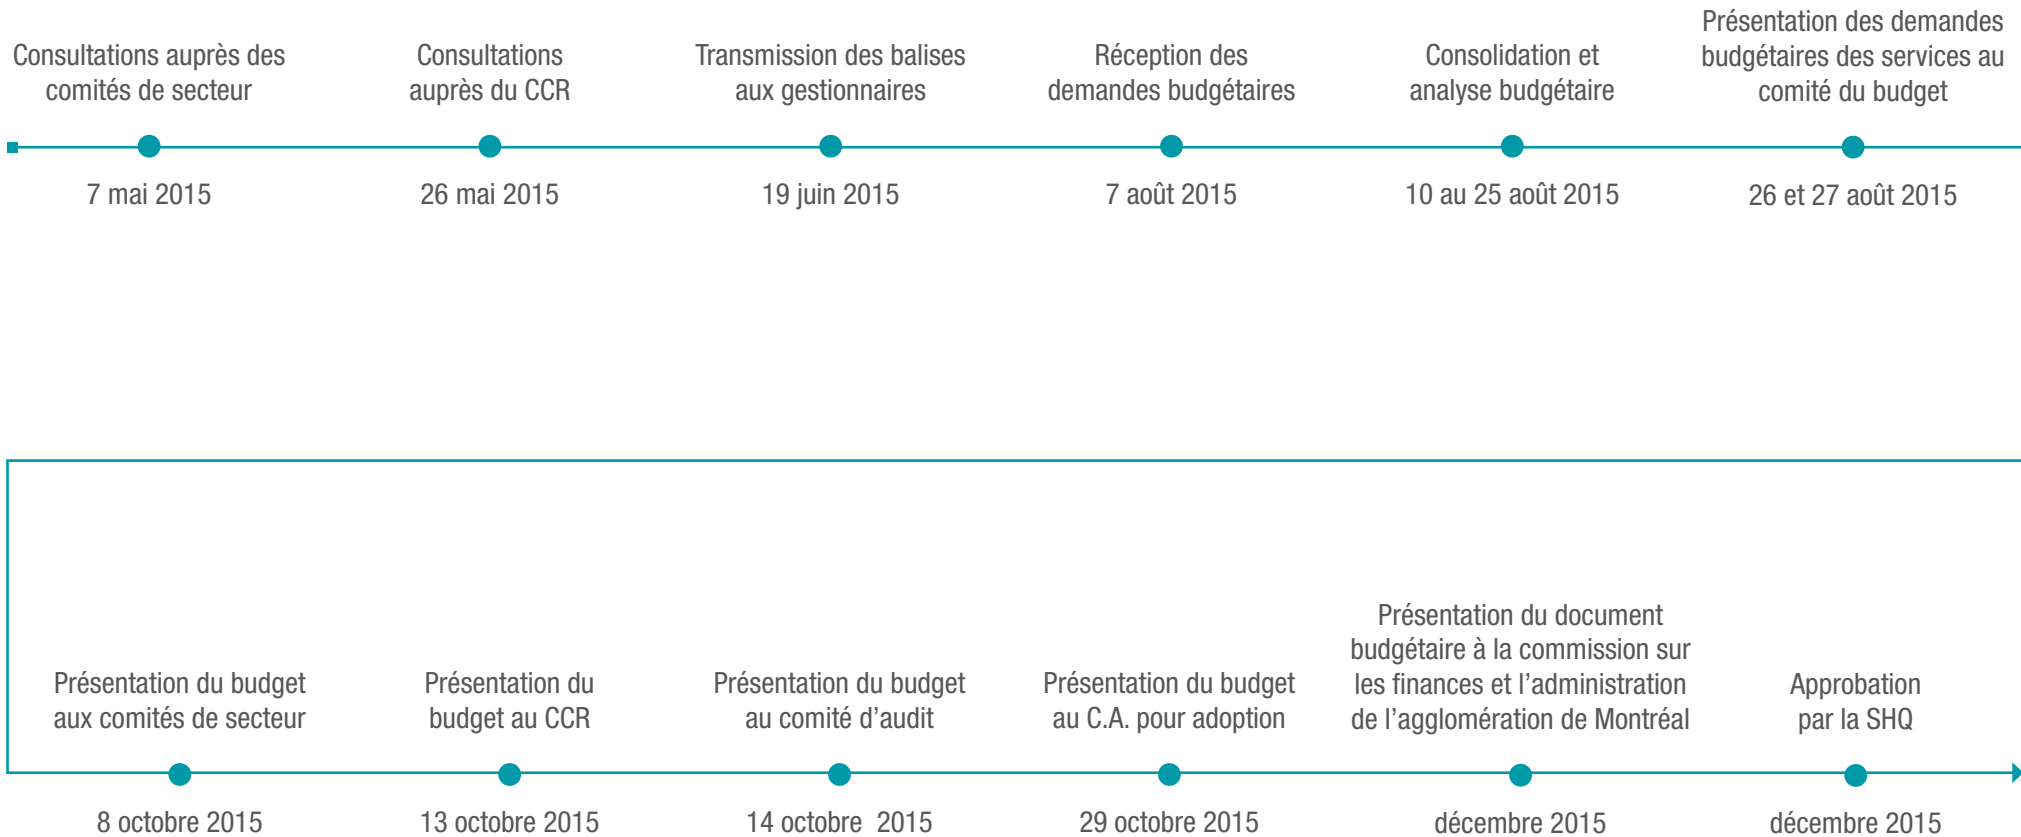 Consultations auprès des
comités de secteur
7 mai 2015
Consultations
auprès du CCR
26 mai 2015
Transmission des balises
aux gestionnaires
19 juin 2015
Réception des
demandes budgétaires
7 août 2015
Consolidation et
analyse budgétaire
10 au 25 août 2015
Présentation des demandes
budgétaires des services au
comité du budget
26 et 27 août 2015
Présentation du budget
aux comités de secteur
8 octobre 2015
Présentation du
budget au CCR
13 octobre 2015
Présentation du budget
au comité d’audit
14 octobre  2015
Présentation du budget
au C.A. pour adoption
29 octobre 2015
Présentation du document
budgétaire à la commission sur
les finances et l’administration
de l’agglomération de Montréal
décembre 2015
Approbation
par la SHQ
décembre 2015